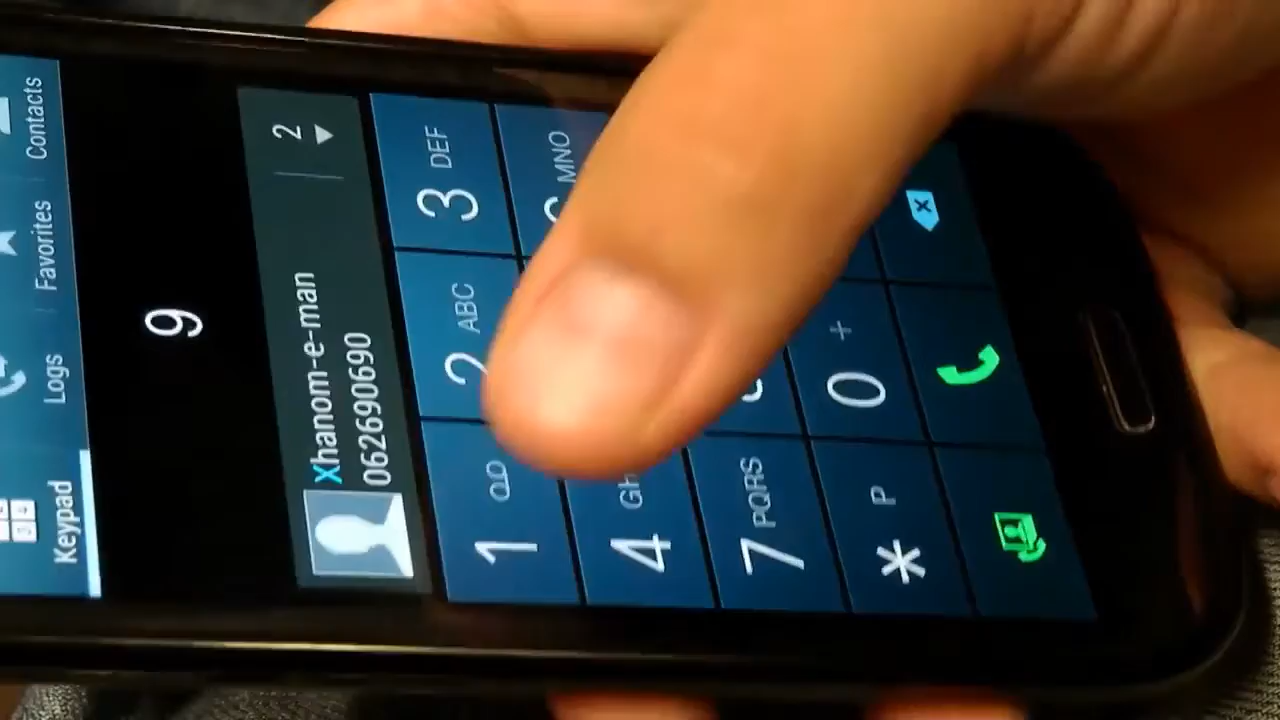 Keypad Logs Favorites Contacts
9
Xhanom-e-man
062690690
2
1 2 ABC 3 DEF
4 MNO
7 PQRS
* P 0 +